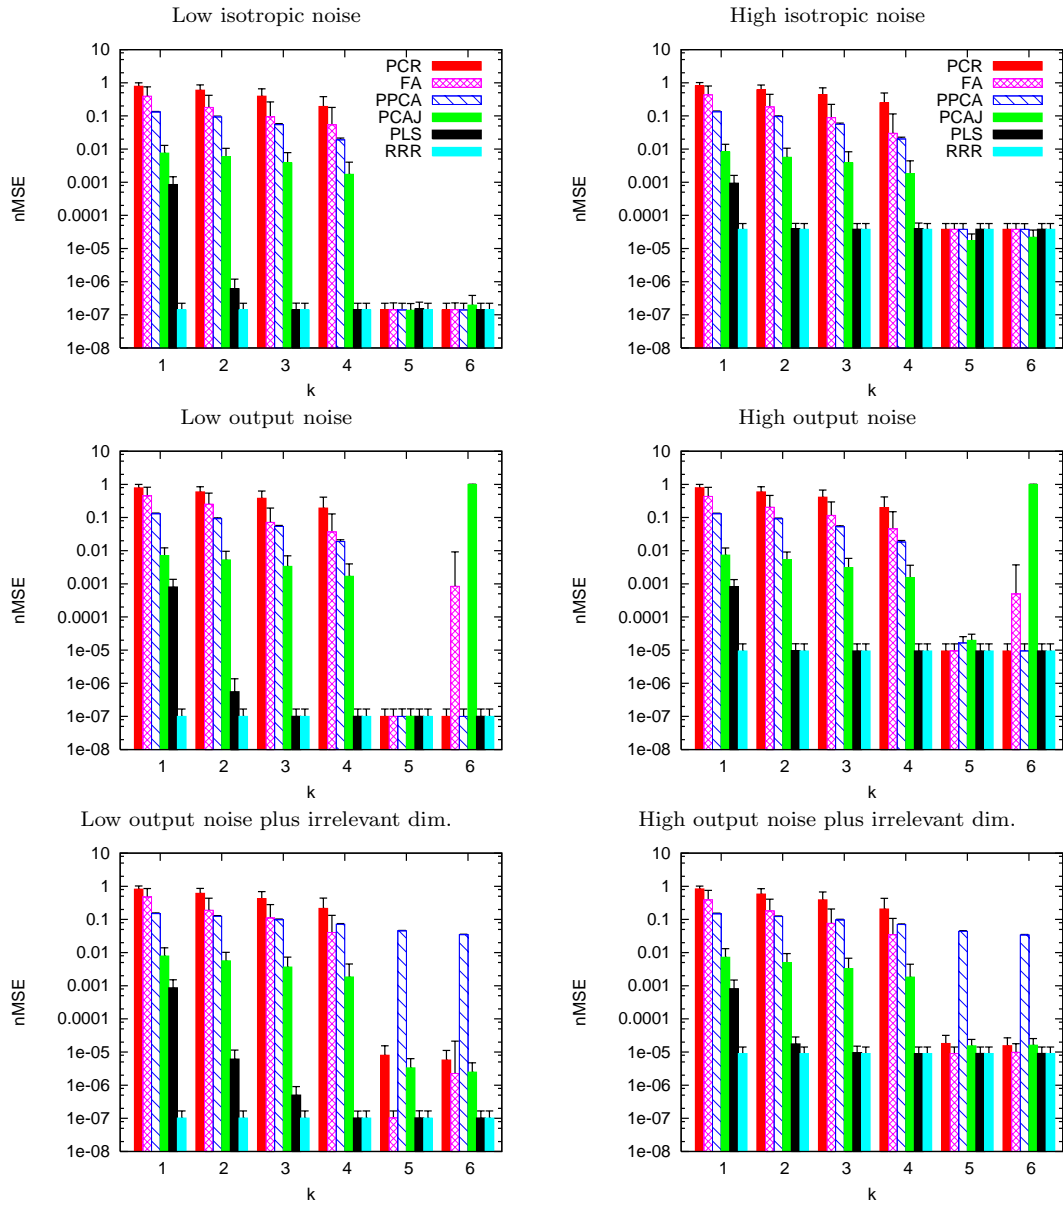 Low isotropic noise
10
1
0.1
0.01
0.001
0.0001
1e-05
1e-06
1e-07
1e-08
nMSE
PCR
FA
PPCA
PCAJ
PLS
RRR
1 2 3 4 5 6
k
High isotropic noise
10
1
0.1
0.01
0.001
0.0001
1e-05
1e-06
1e-07
1e-08
nMSE
PCR
FA
PPCA
PCAJ
PLS
RRR
1 2 3 4 5 6
k
Low output noise
10
1
0.1
0.01
0.001
0.0001
1e-05
1e-06
1e-07
1e-08
nMSE
1 2 3 4 5 6
k
High output noise
10
1
0.1
0.01
0.001
0.0001
1e-05
1e-06
1e-07
1e-08
nMSE
1 2 3 4 5 6
k
Low output noise plus irrelevant dim.
10
1
0.1
0.01
0.001
0.0001
1e-05
1e-06
1e-07
1e-08
nMSE
1 2 3 4 5 6
k
High output noise plus irrelevant dim.
10
1
0.1
0.01
0.001
0.0001
1e-05
1e-06
1e-07
1e-08
nMSE
1 2 3 4 5 6
k